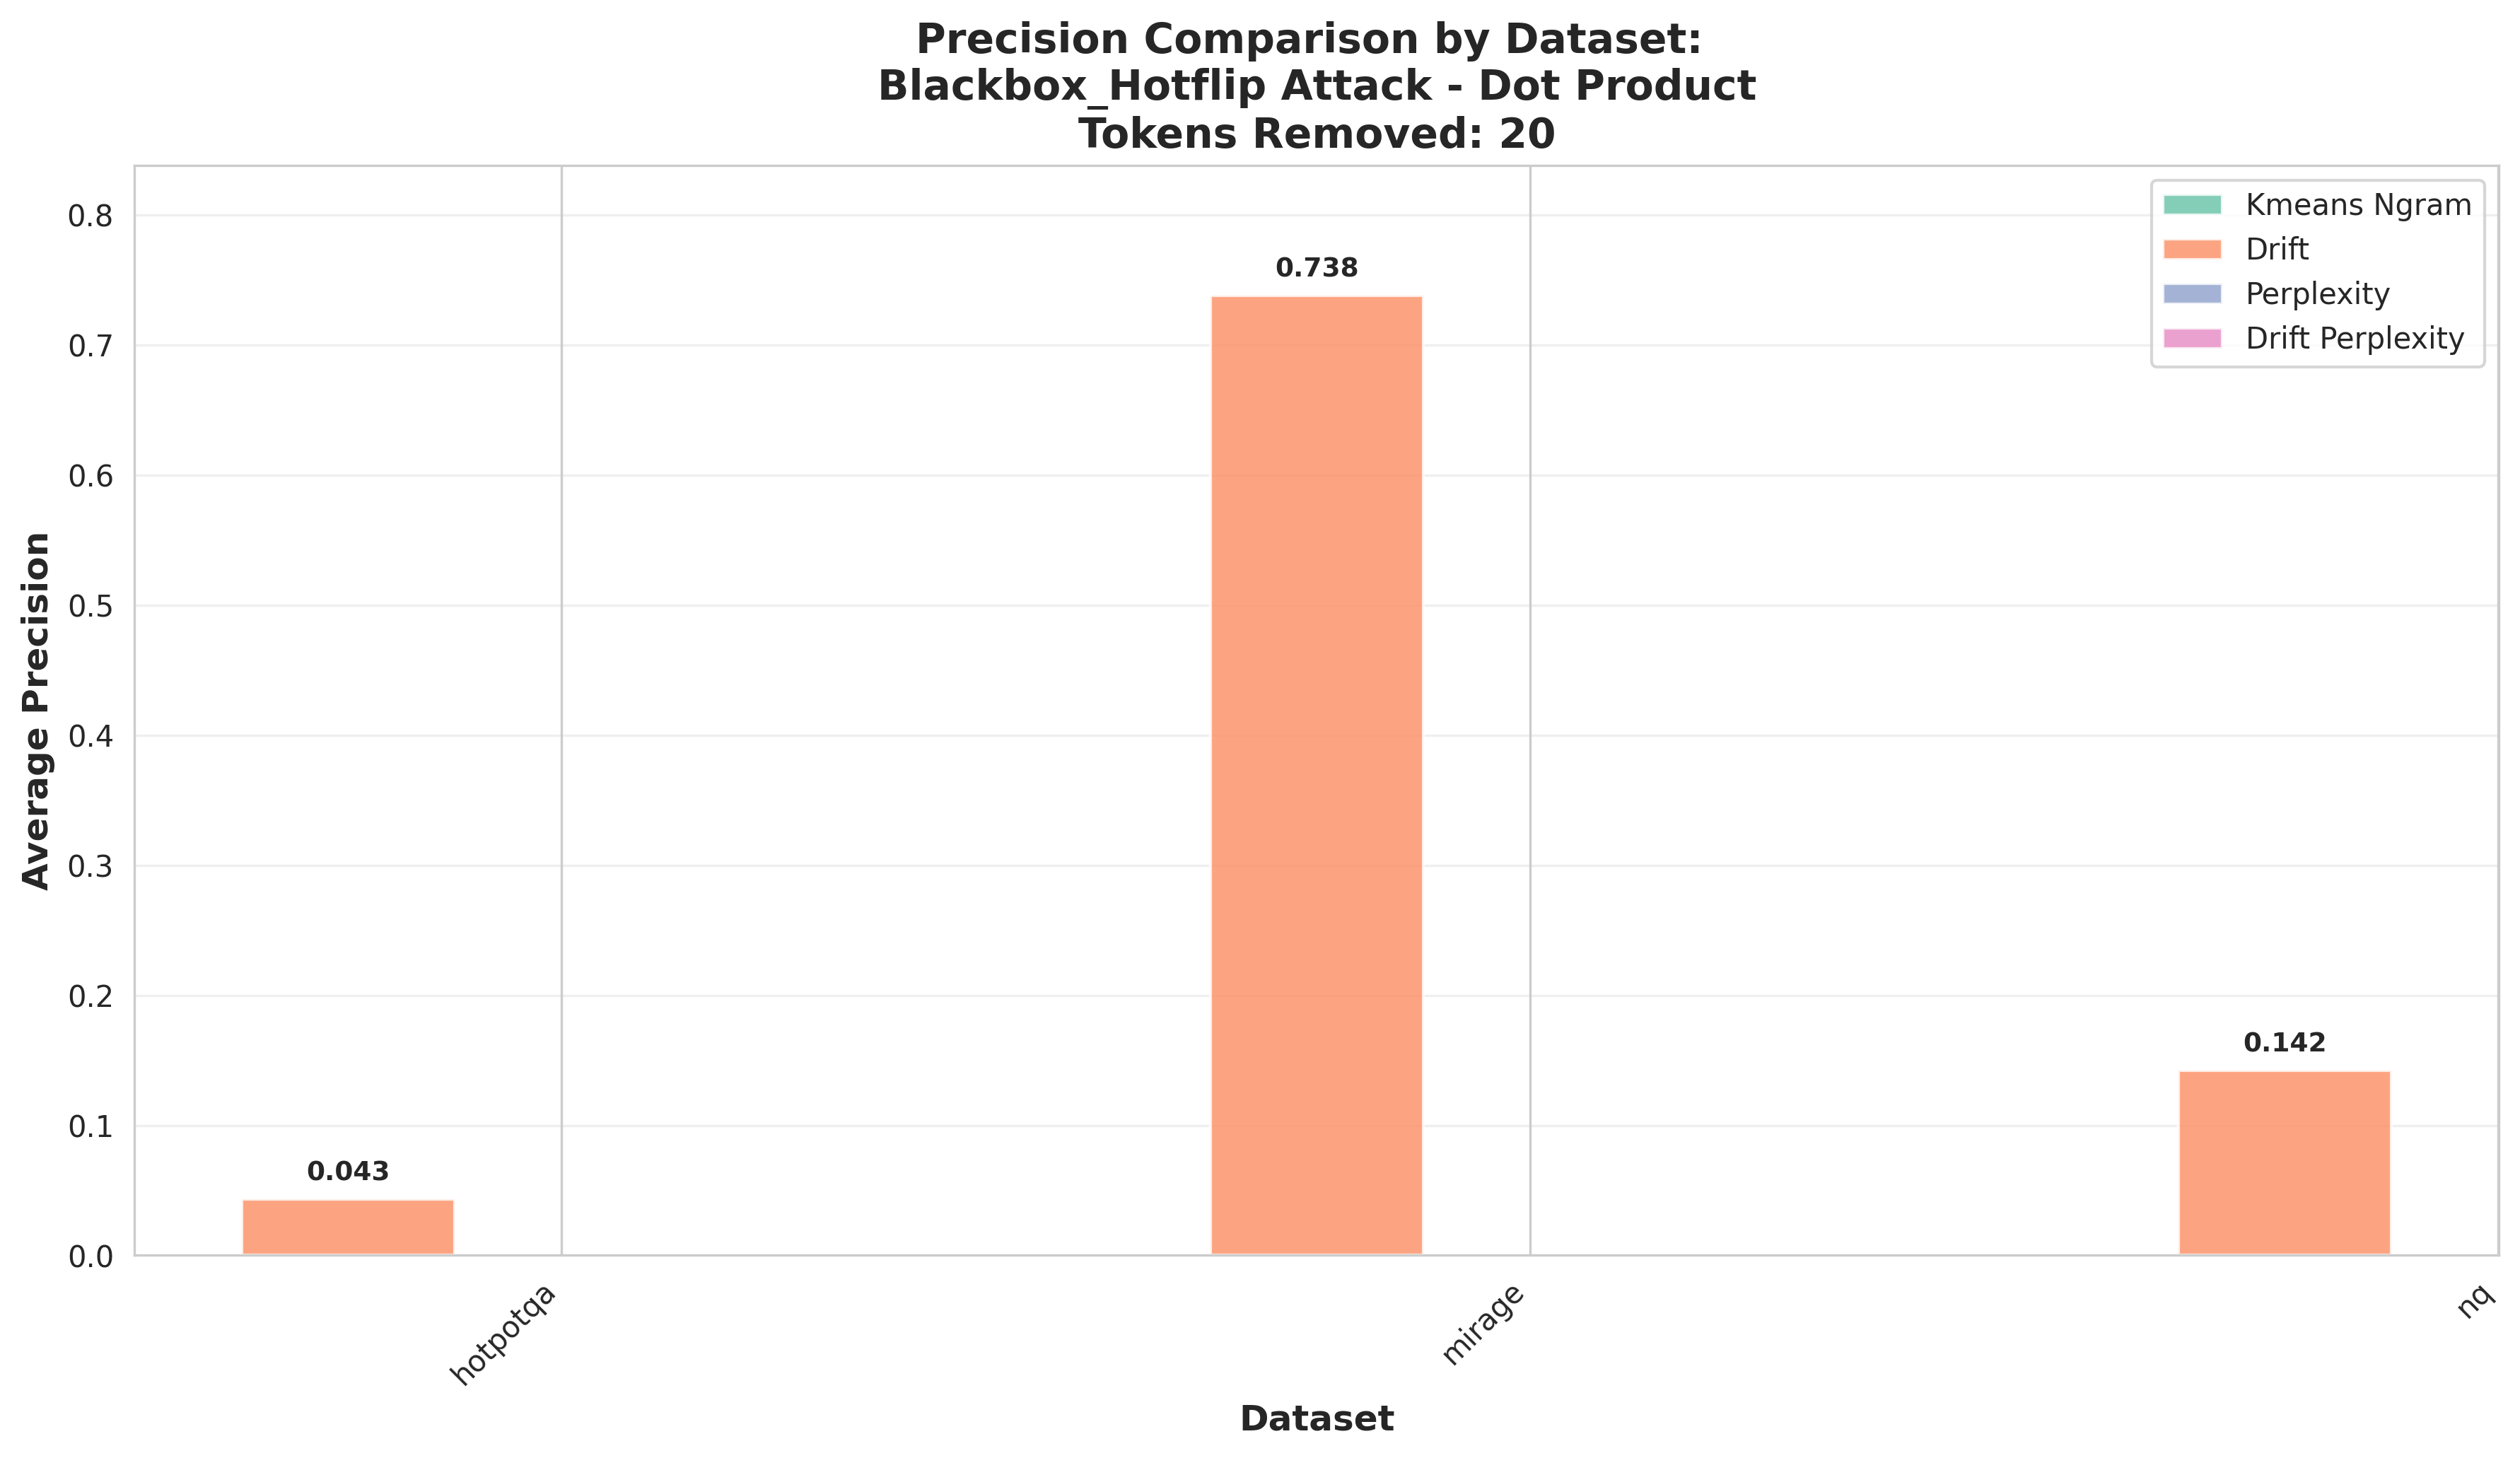 Precision Comparison by Dataset:
Blackbox_Hotflip Attack - Dot Product
Tokens Removed: 20
Average Precision
0.8
0.7
0.6
0.5
0.4
0.3
0.2
0.1
0.0
0.043
0.738
0.142
Kmeans Ngram
Drift
Perplexity
Drift Perplexity
hotpotqa
mirage
nq
Dataset